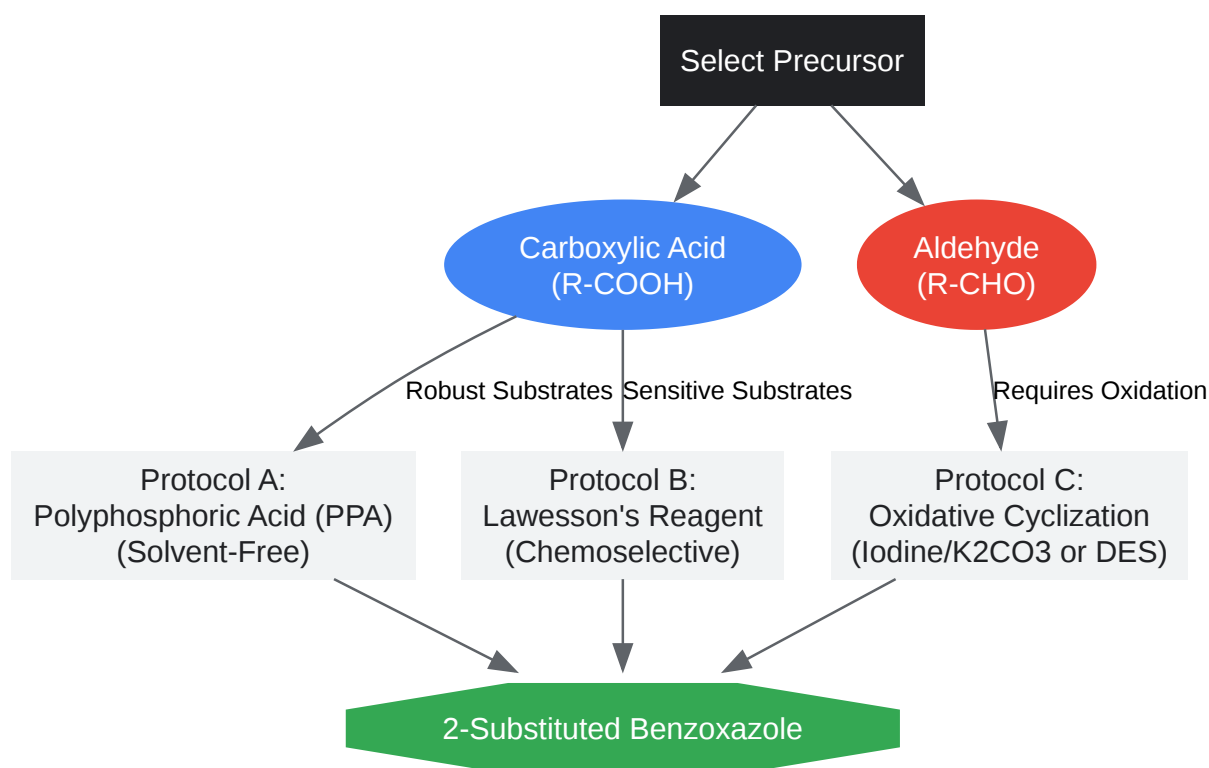 Select Precursor
Carboxylic Acid
(R-COOH)
Aldehyde
(R-CHO)
Robust Substrates
Sensitive Substrates
Requires Oxidation
Protocol A:
Polyphosphoric Acid (PPA)
(Solvent-Free)
Protocol B:
Lawesson's Reagent
(Chemoselective)
Protocol C:
Oxidative Cyclization
(Iodine/K2CO3 or DES)
2-Substituted Benzoxazole